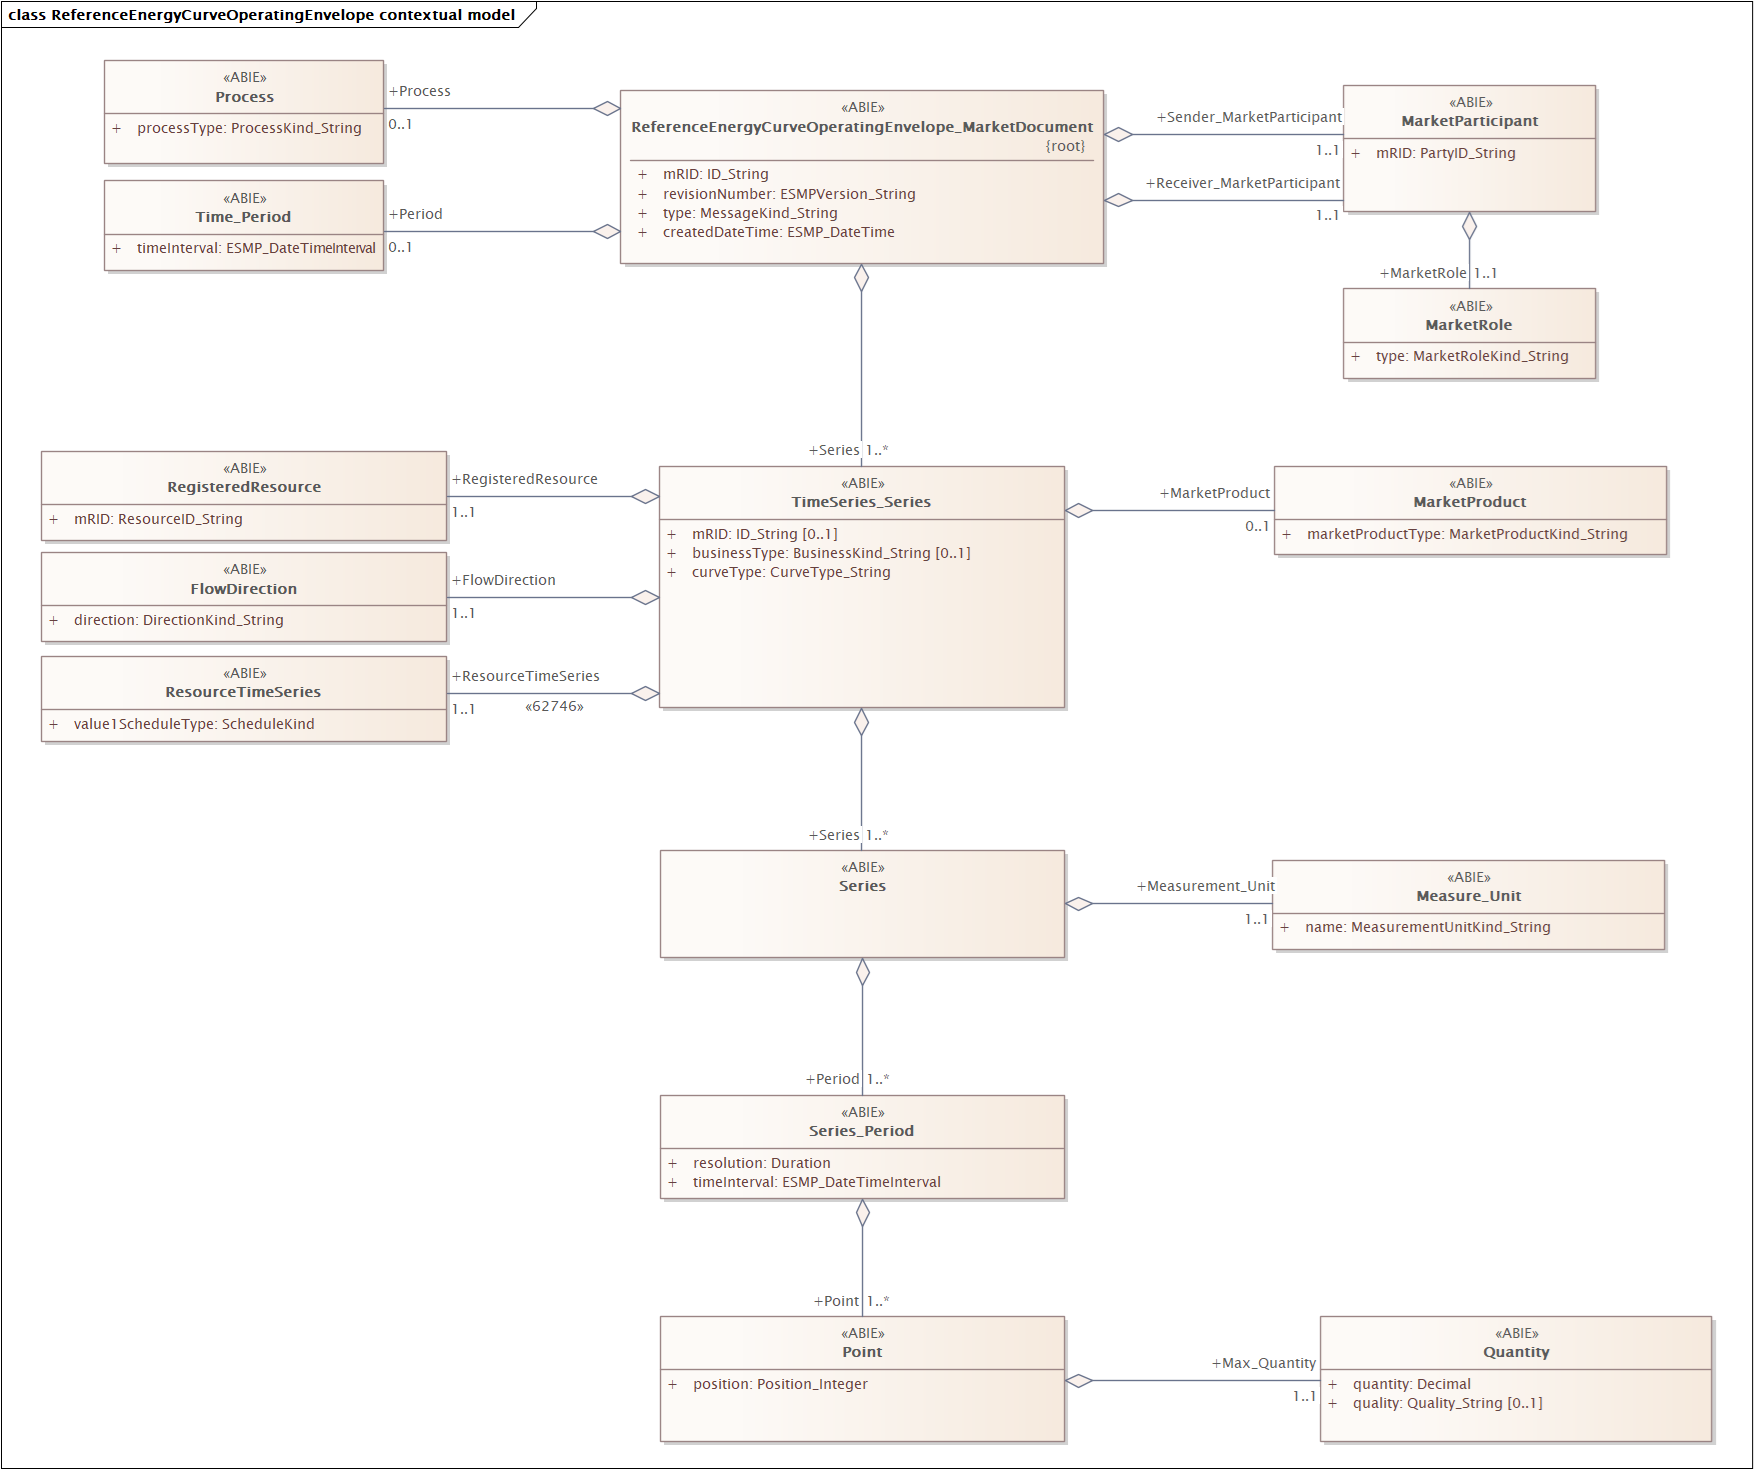 class ReferenceEnergyCurveOperatingEnvelope contextual model
«ABIE»
Process
+ processType: ProcessKind_String
+Process
0..1
«ABIE»
Time_Period
+ timeInterval: ESMP_DateTimeInterval
+Period
0..1
«ABIE»
ReferenceEnergyCurveOperatingEnvelope_MarketDocument
{root}
+ mRID: ID_String
+ revisionNumber: ESMPVersion_String
+ type: MessageKind_String
+ createdDateTime: ESMP_DateTime
+Sender_MarketParticipant
1..1
+Receiver_MarketParticipant
1..1
«ABIE»
MarketParticipant
+ mRID: PartyID_String
+MarketRole 1..1
«ABIE»
MarketRole
+ type: MarketRoleKind_String
+Series 1..*
«ABIE»
RegisteredResource
+ mRID: ResourceID_String
+RegisteredResource
1..1
«ABIE»
FlowDirection
+ direction: DirectionKind_String
+FlowDirection
1..1
«ABIE»
ResourceTimeSeries
+ value1ScheduleType: ScheduleKind
+ResourceTimeSeries
1..1
«62746»
«ABIE»
TimeSeries_Series
+ mRID: ID_String [0..1]
+ businessType: BusinessKind_String [0..1]
+ curveType: CurveType_String
+MarketProduct
0..1
«ABIE»
MarketProduct
+ marketProductType: MarketProductKind_String
+Series 1..*
«ABIE»
Series
+Measurement_Unit
1..1
«ABIE»
Measure_Unit
+ name: MeasurementUnitKind_String
+Period 1..*
«ABIE»
Series_Period
+ resolution: Duration
+ timeInterval: ESMP_DateTimeInterval
+Point 1..*
«ABIE»
Point
+ position: Position_Integer
+Max_Quantity
1..1
«ABIE»
Quantity
+ quantity: Decimal
+ quality: Quality_String [0..1]